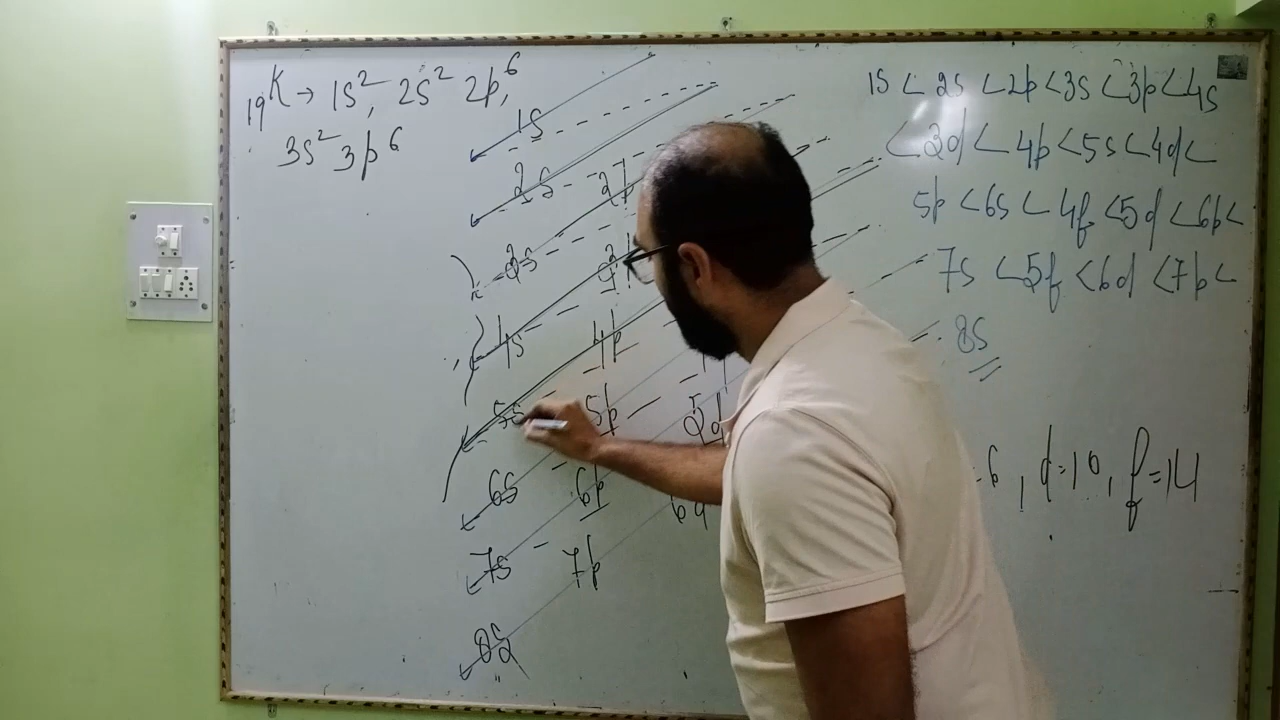 19K → 1s², 2s² 2p⁶,
3s² 3p⁶
1s
2s
3s
4s 4p
5s 5p 5d
6s 6p 6d
7s 7p
8s
1s < 2s < 2p < 3s < 3p < 4s
< 3d < 4p < 5s < 4d <
5p < 6s < 4f < 5d < 6p <
7s < 5f < 6d < 7p <
8s
6, d=10, f=14